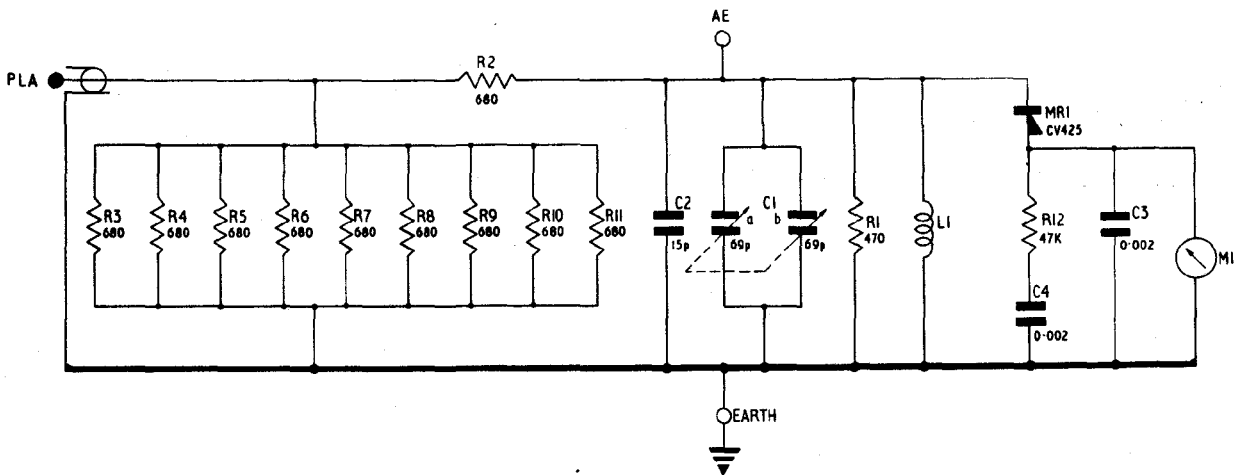 AE
PLA
R2
680
MR1
CV425
R3
680
R4
680
R5
680
R6
680
R7
680
R8
680
R9
680
R10
680
R11
680
C2
15p
a
69p
C1
b
69p
R1
470
L1
R12
47K
C3
0·002
M1
C4
0·002
EARTH